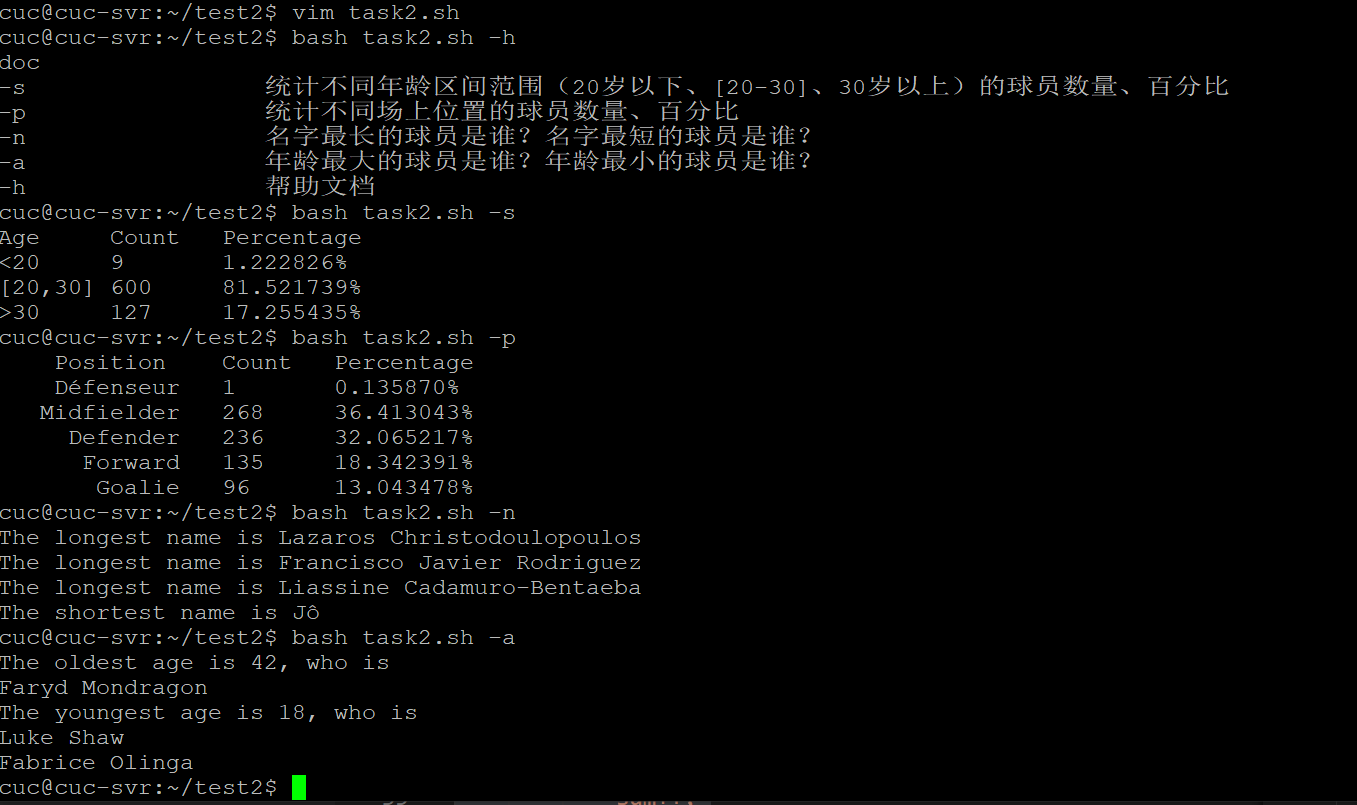 cuc@cuc-svr:~/test2$ vim task2.sh
cuc@cuc-svr:~/test2$ bash task2.sh -h
doc
-s 统计不同年龄区间范围（20岁以下、[20-30]、30岁以上）的球员数量、百分比
-p 统计不同场上位置的球员数量、百分比
-n 名字最长的球员是谁？名字最短的球员是谁？
-a 年龄最大的球员是谁？年龄最小的球员是谁？
-h 帮助文档
cuc@cuc-svr:~/test2$ bash task2.sh -s
Age Count Percentage
<20 9 1.222826%
[20,30] 600 81.521739%
>30 127 17.255435%
cuc@cuc-svr:~/test2$ bash task2.sh -p
Position Count Percentage
Défenseur 1 0.135870%
Midfielder 268 36.413043%
Defender 236 32.065217%
Forward 135 18.342391%
Goalie 96 13.043478%
cuc@cuc-svr:~/test2$ bash task2.sh -n
The longest name is Lazaros Christodoulopoulos
The longest name is Francisco Javier Rodriguez
The longest name is Liassine Cadamuro-Bentaeba
The shortest name is Jô
cuc@cuc-svr:~/test2$ bash task2.sh -a
The oldest age is 42, who is
Faryd Mondragon
The youngest age is 18, who is
Luke Shaw
Fabrice Olinga
cuc@cuc-svr:~/test2$